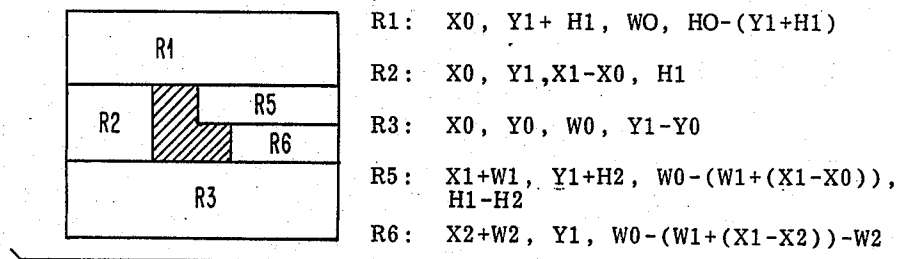 R1
R2
R5
R6
R3
R1: X0, Y1+ H1, WO, HO-(Y1+H1)
R2: X0, Y1,X1-X0, H1
R3: X0, Y0, W0, Y1-Y0
R5: X1+W1, Y1+H2, W0-(W1+(X1-X0)),
H1-H2
R6: X2+W2, Y1, W0-(W1+(X1-X2))-W2